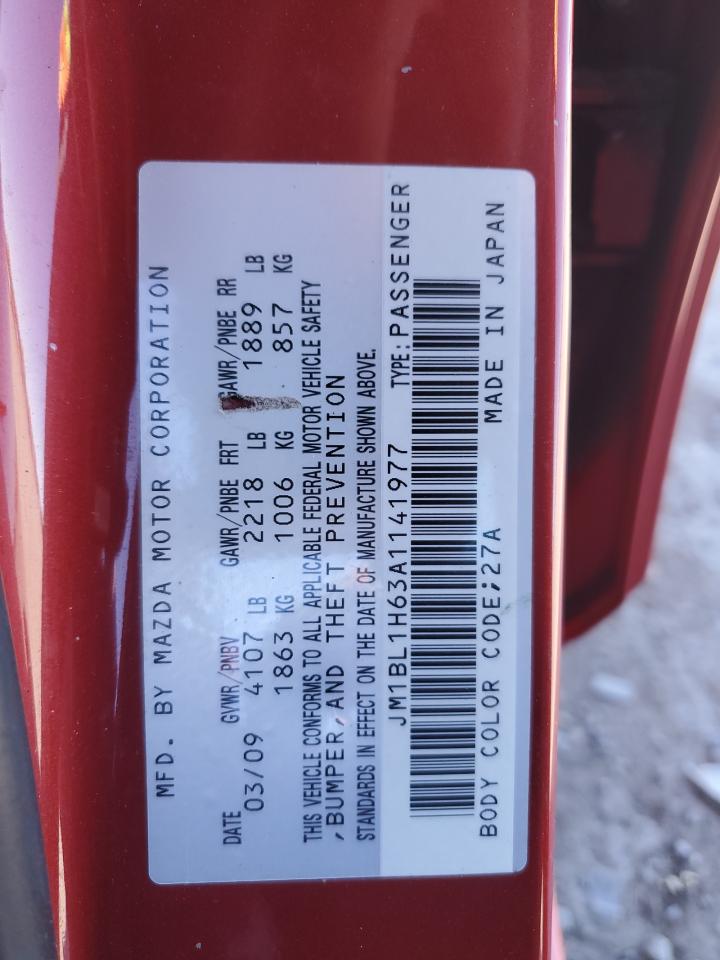 MFD. BY MAZDA MOTOR CORPORATION
DATE GVWR/PNBV GAWR/PNBE FRT GAWR/PNBE RR
03/09 4107 LB 2218 LB 1889 LB
1863 KG 1006 KG 857 KG
THIS VEHICLE CONFORMS TO ALL APPLICABLE FEDERAL MOTOR VEHICLE SAFETY
,BUMPER,AND THEFT PREVENTION
STANDARDS IN EFFECT ON THE DATE OF MANUFACTURE SHOWN ABOVE.
JM1BL1H63A1141977 TYPE:PASSENGER
BODY COLOR CODE;27A MADE IN JAPAN